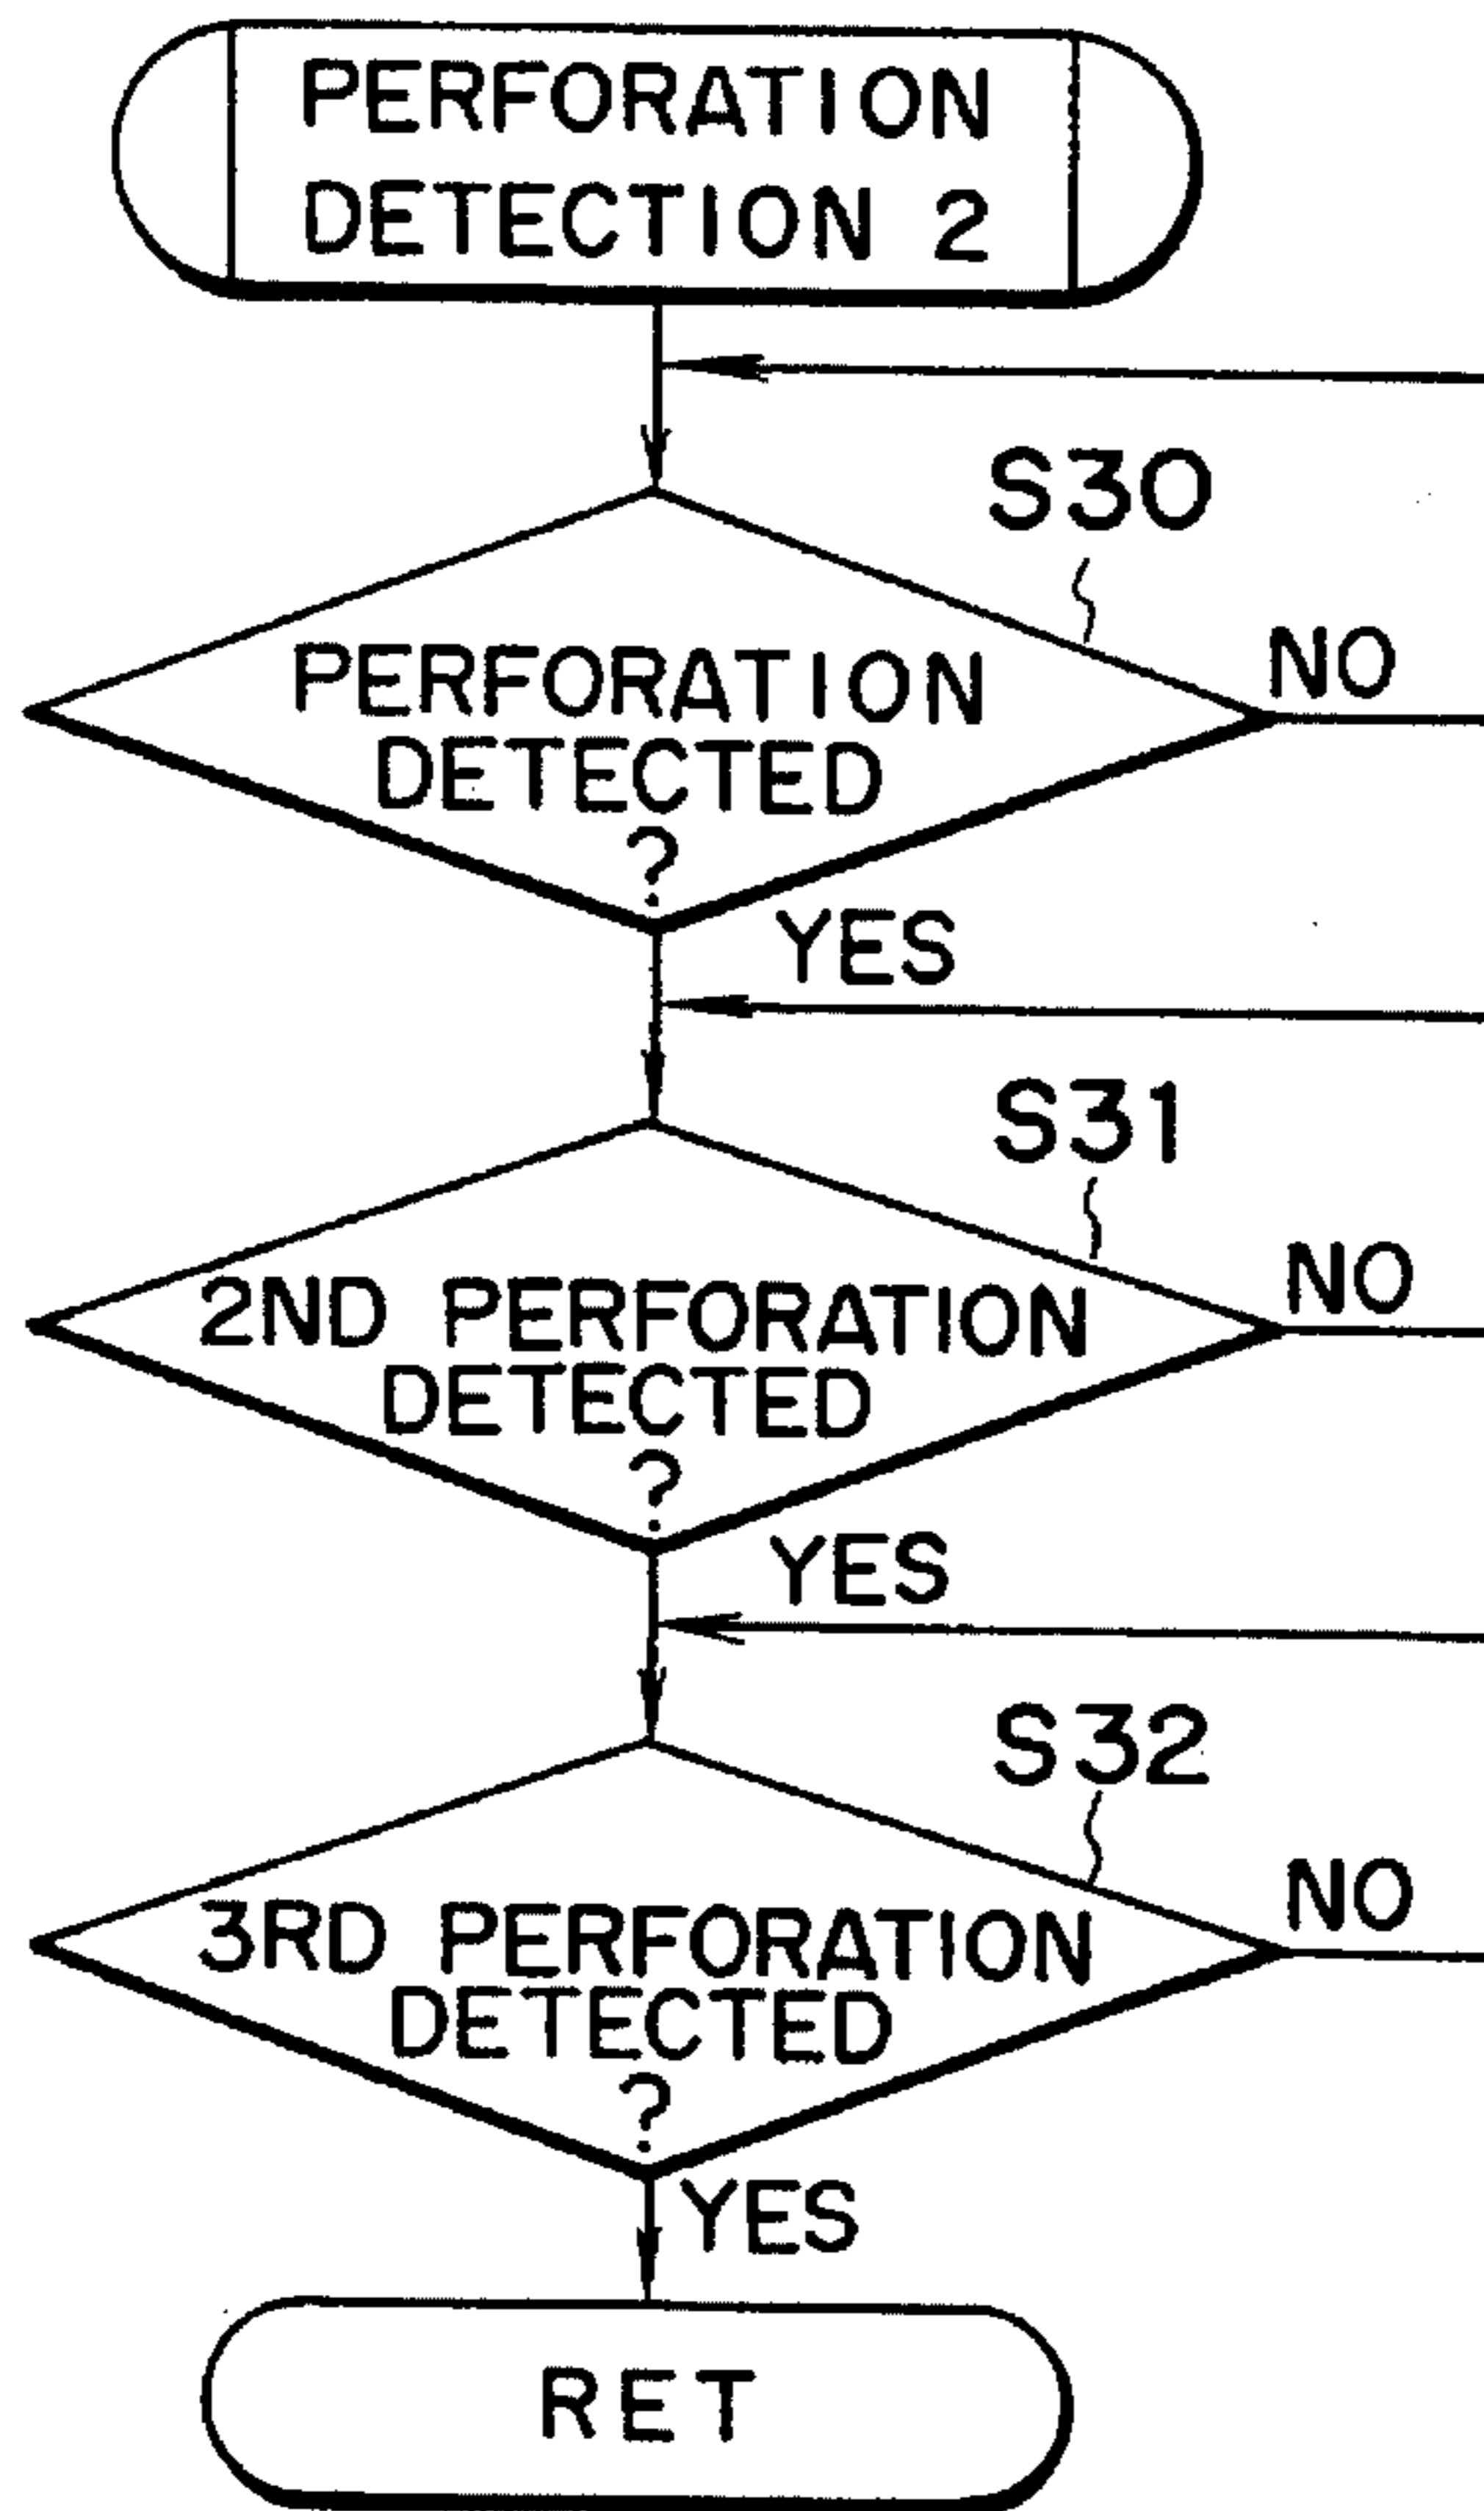 PERFORATION
DETECTION 2
S30
PERFORATION
DETECTED
?
NO
YES
S31
2ND PERFORATION
DETECTED
?
NO
YES
S32
3RD PERFORATION
DETECTED
?
NO
YES
RET